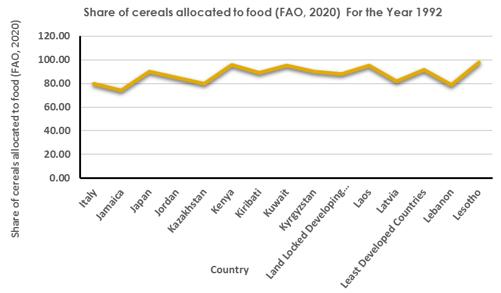 Share of cereals allocated to food (FAO, 2020)  For the Year 1992
Share of cereals allocated to food (FAO, 2020)
120.00
100.00
80.00
60.00
40.00
20.00
0.00
Italy
Jamaica
Japan
Jordan
Kazakhstan
Kenya
Kiribati
Kuwait
Kyrgyzstan
Land Locked Developing...
Laos
Latvia
Least Developed Countries
Lebanon
Lesotho
Country